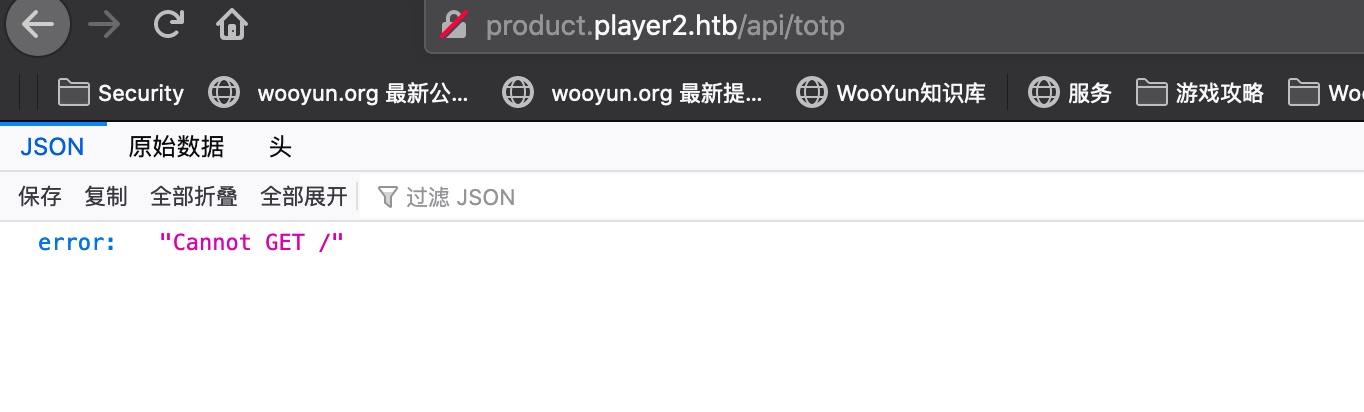 product.player2.htb/api/totp
Security wooyun.org 最新公... wooyun.org 最新提... WooYun知识库 服务 游戏攻略 Woo
JSON 原始数据 头
保存 复制 全部折叠 全部展开 过滤 JSON
error: "Cannot GET /"